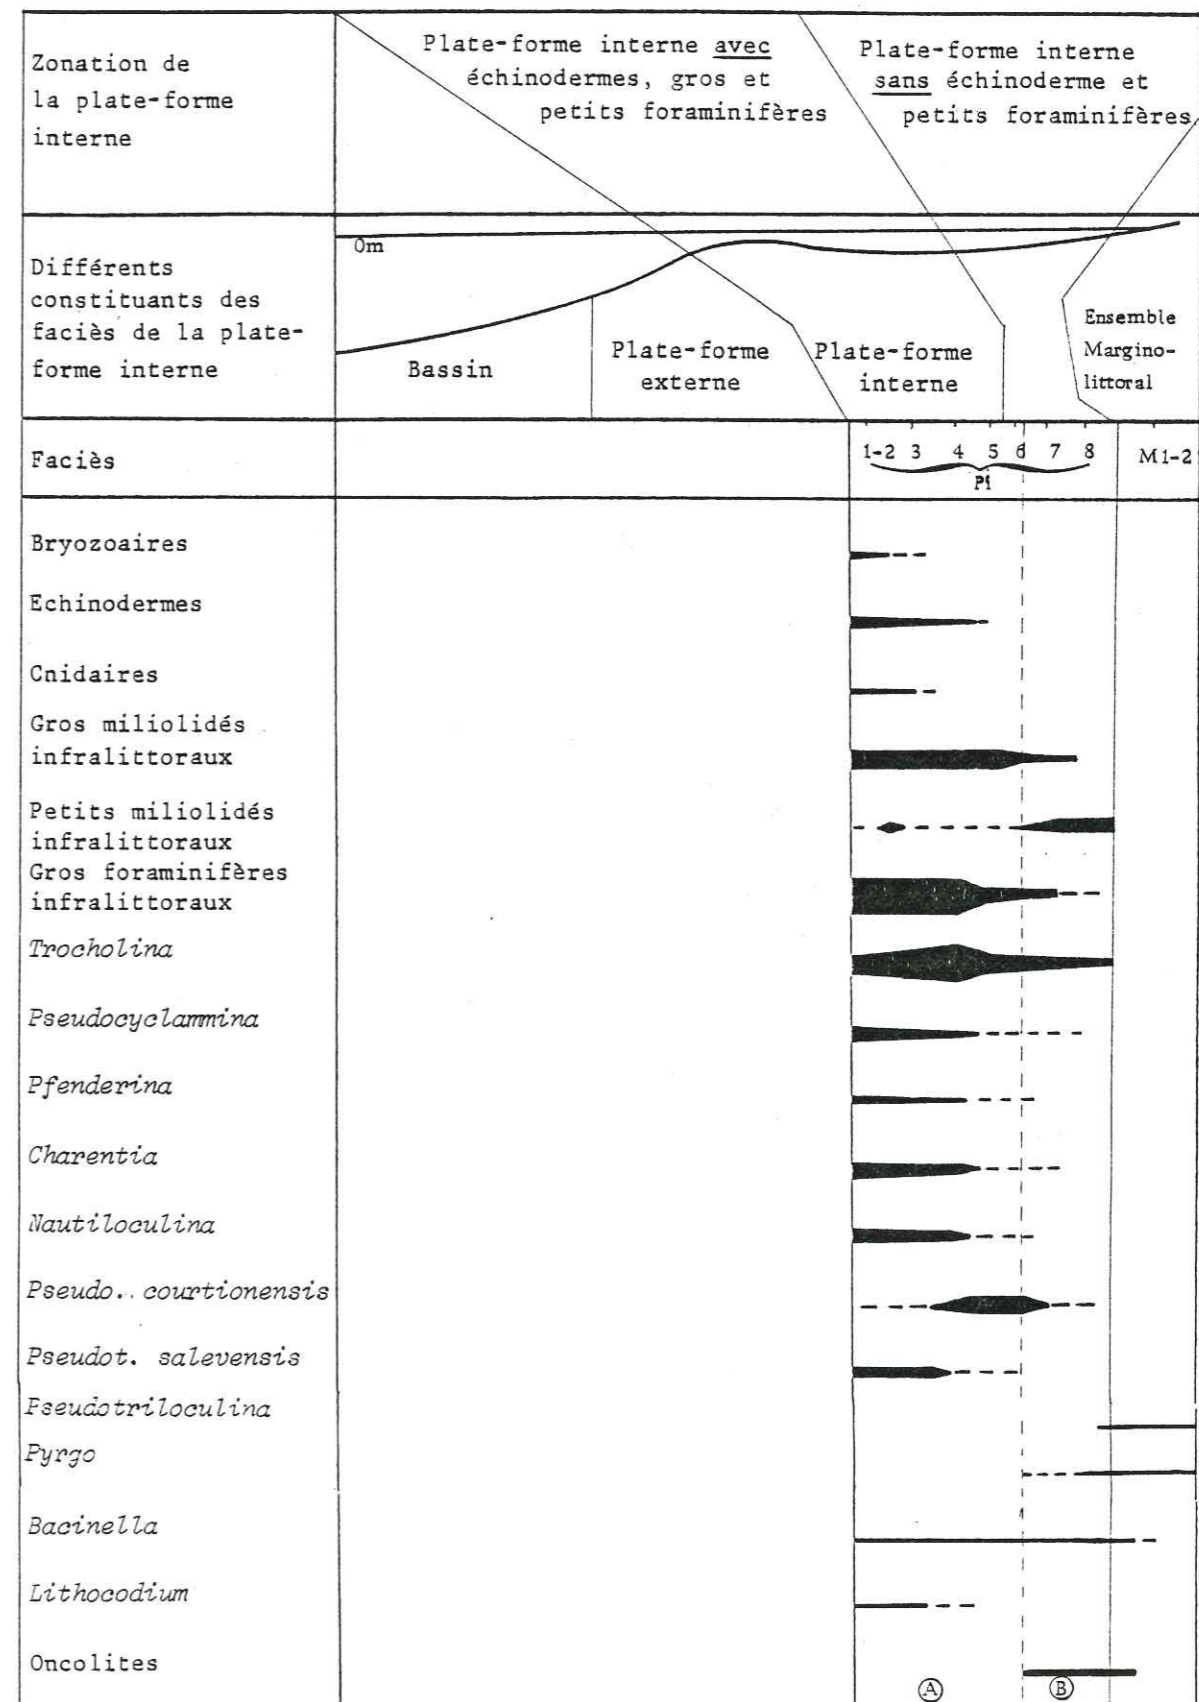 Zonation de
la plate-forme
interne
Plate-forme interne avec
échinodermes, gros et
petits foraminifères
Plate-forme interne
sans échinoderme et
petits foraminifères
Différents
constituants des
faciès de la plate-
forme interne
0m
Bassin
Plate-forme
externe
Plate-forme
interne
Ensemble
Margino-
littoral
Faciès
1-2 3 4 5 6 7 8 M1-2
Pi
Bryozoaires
Echinodermes
Cnidaires
Gros miliolidés
infralittoraux
Petits miliolidés
infralittoraux
Gros foraminifères
infralittoraux
Trocholina
Pseudocyclammina
Pfenderina
Charentia
Nautiloculina
Pseudo.. courtionensis
Pseudot. salevensis
Pseudotriloculina
Pyrgo
Bacinella
Lithocodium
Oncolites
A B